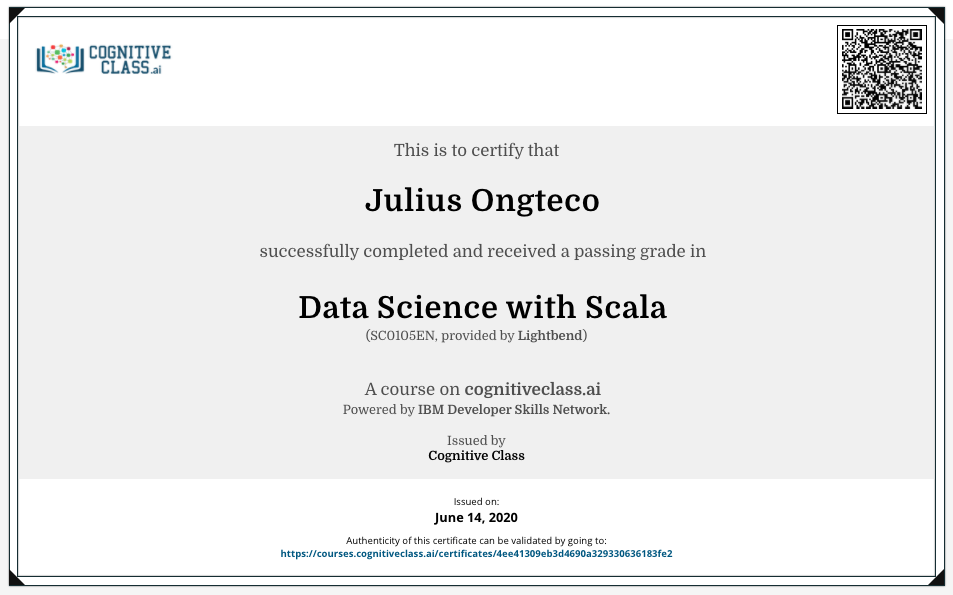 COGNITIVE
CLASS.ai
This is to certify that
Julius Ongteco
successfully completed and received a passing grade in
Data Science with Scala
(SC0105EN, provided by Lightbend)
A course on cognitiveclass.ai
Powered by IBM Developer Skills Network.
Issued by
Cognitive Class
Issued on:
June 14, 2020
Authenticity of this certificate can be validated by going to:
https://courses.cognitiveclass.ai/certificates/4ee41309eb3d4690a329330636183fe2